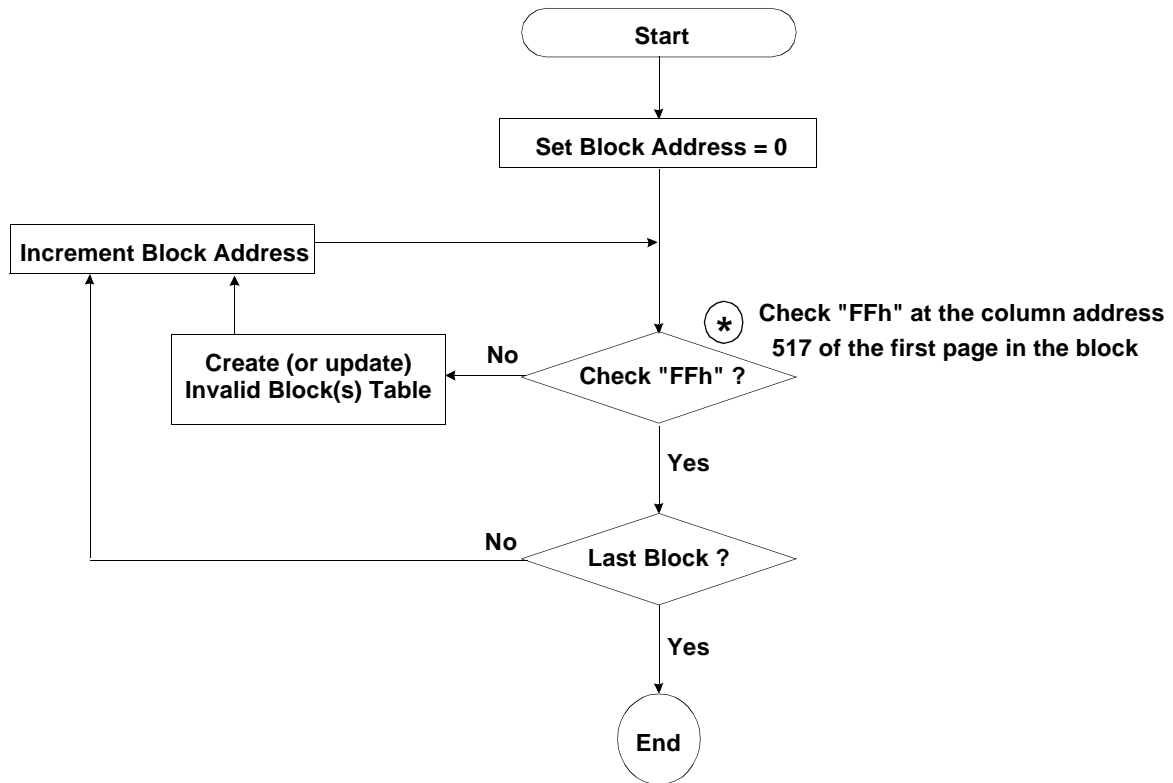 Start
Set Block Address = 0
Increment Block Address
* Check "FFh" at the column address
517 of the first page in the block
No
Create (or update)
Invalid Block(s) Table
Check "FFh" ?
Yes
No
Last Block ?
Yes
End